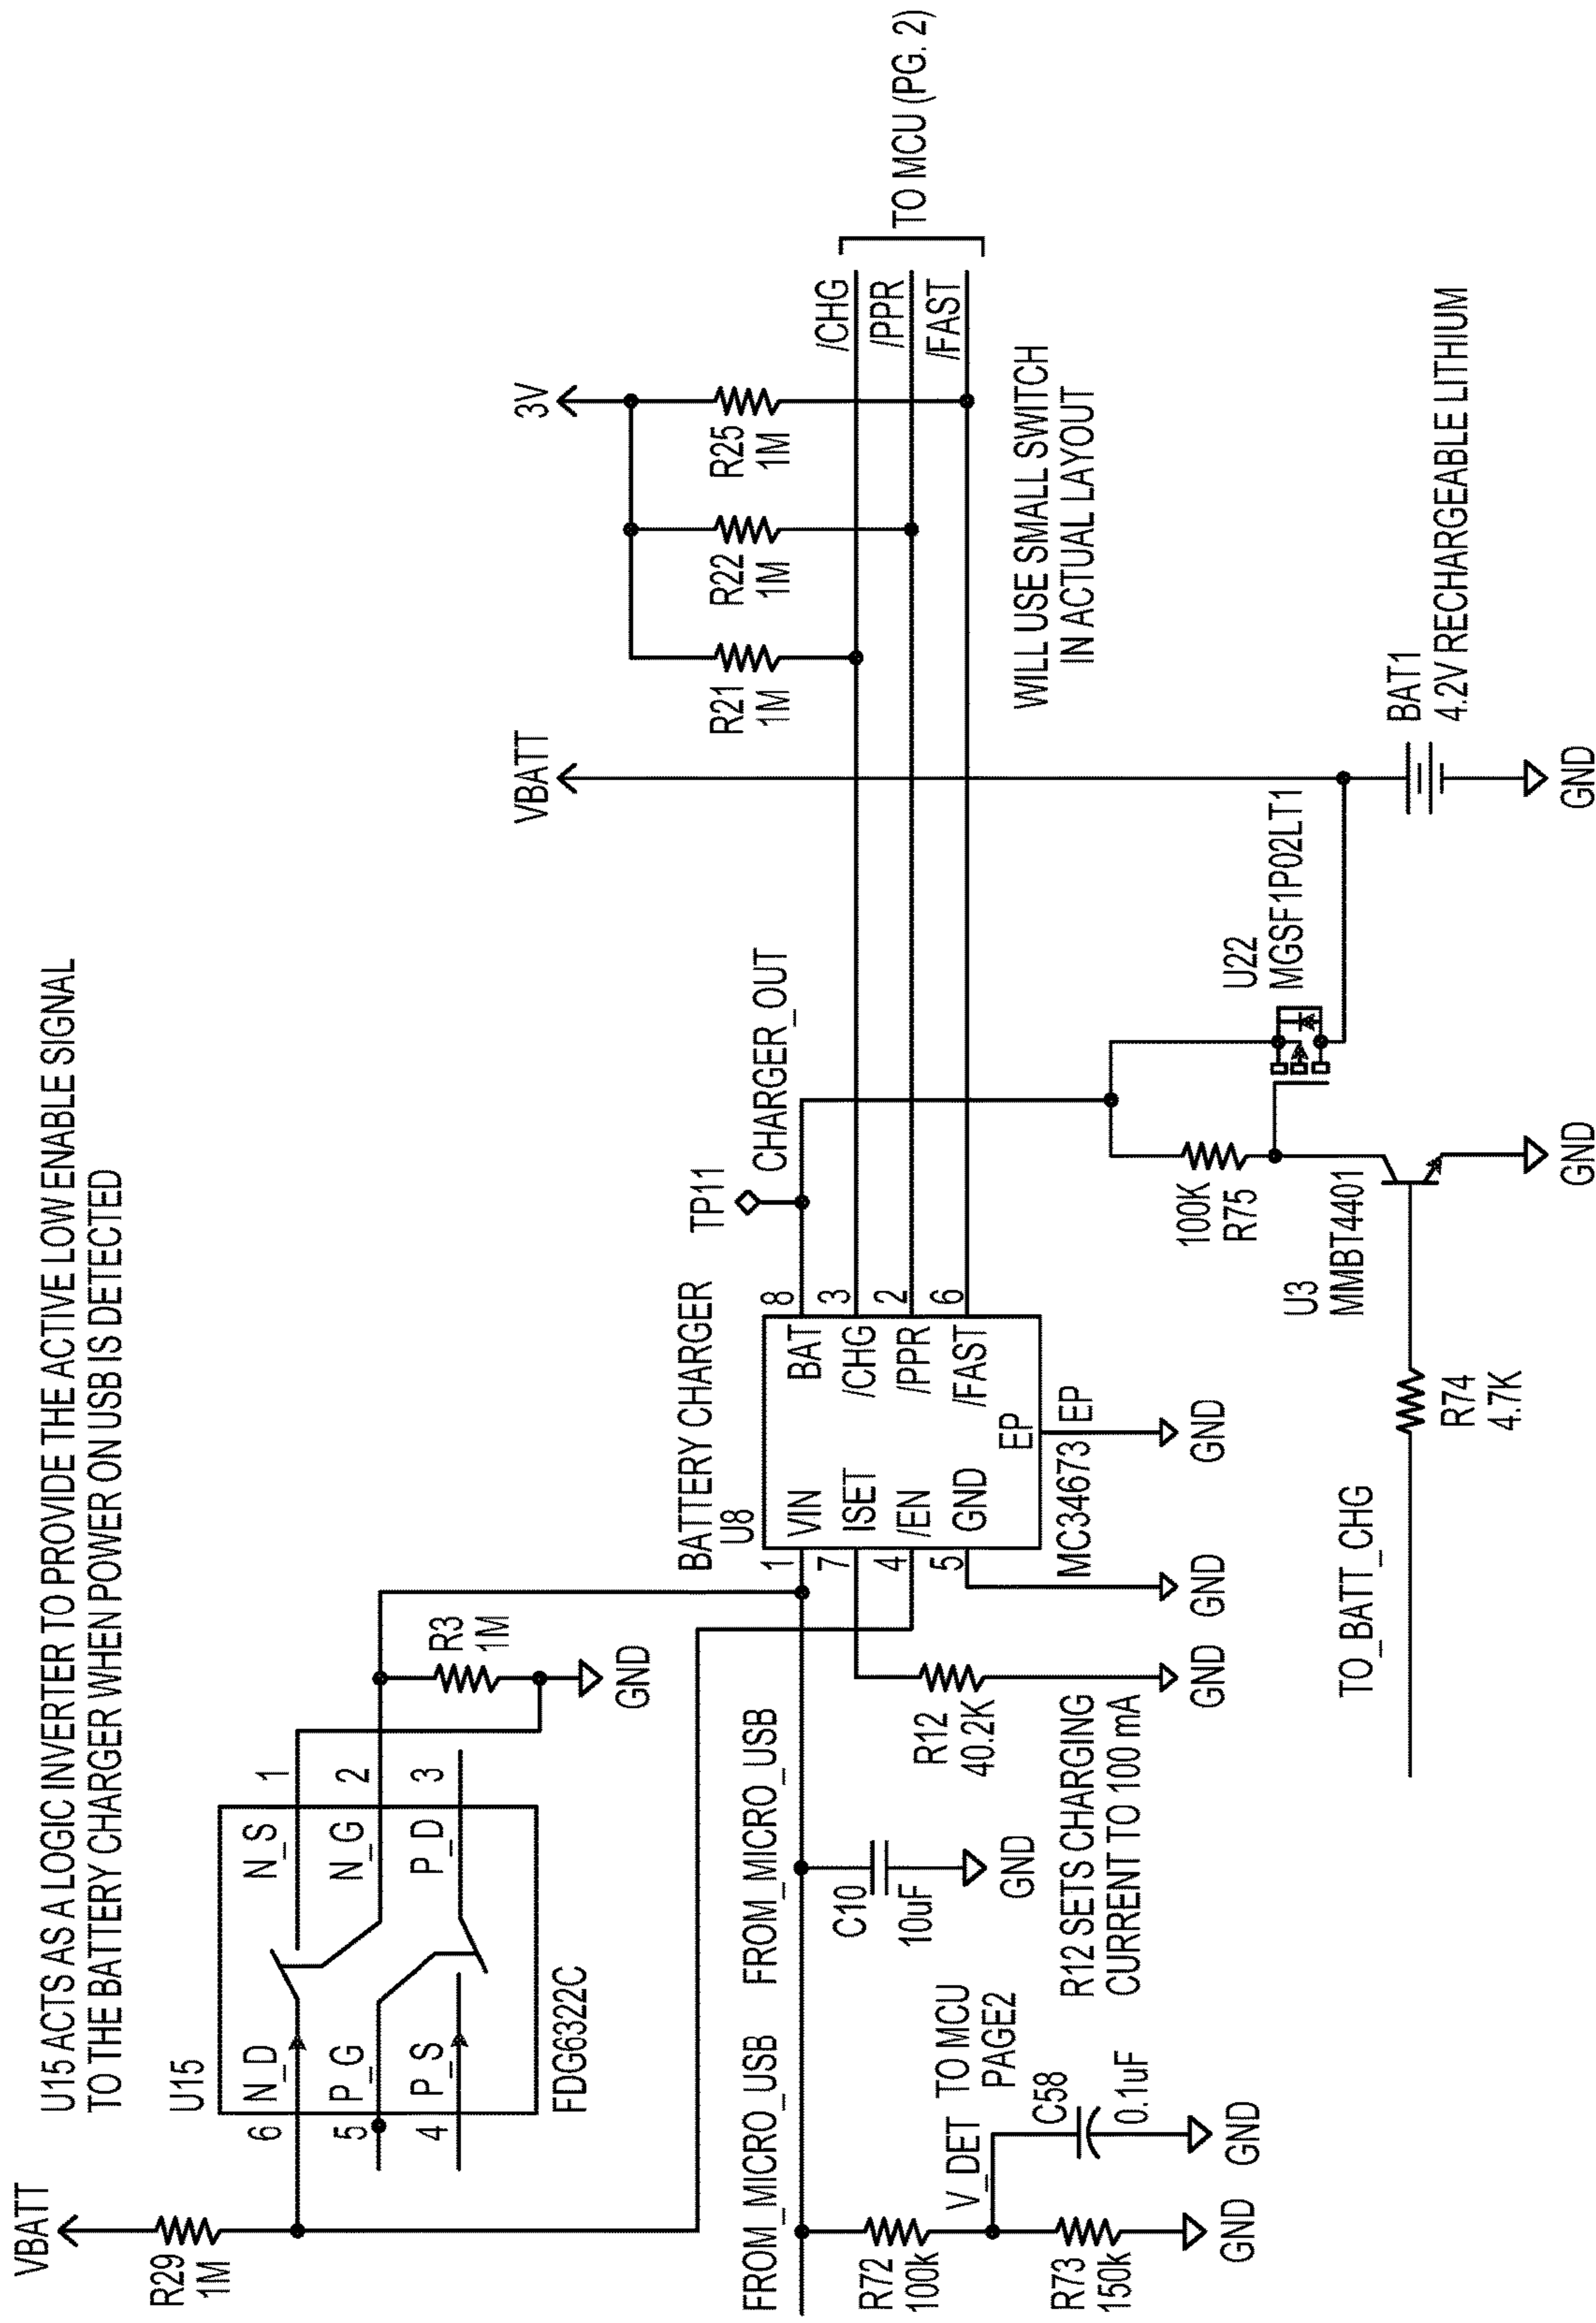 U15 ACTS AS A LOGIC INVERTER TO PROVIDE THE ACTIVE LOW ENABLE SIGNAL
TO THE BATTERY CHARGER WHEN POWER ON USB IS DETECTED
VBATT
R29
1M
U15
6
N_D
N_S
1
5
P_G
N_G
2
4
P_S
P_D
3
FDG6322C
R3
1M
GND
FROM_MICRO_USB
FROM_MICRO_USB
R72
100k
V_DET
TO MCU
PAGE2
R73
150k
GND
C58
0.1uF
GND
C10
10uF
GND
R12
40.2K
R12 SETS CHARGING
CURRENT TO 100 mA
GND
GND
BATTERY CHARGER
U8
1
VIN
BAT
8
7
ISET
/CHG
3
4
/EN
/PPR
2
5
GND
/FAST
6
EP
MC34673
EP
GND
TP11
CHARGER_OUT
VBATT
3V
R21
1M
R22
1M
R25
1M
/CHG
/PPR
/FAST
TO MCU (PG. 2)
WILL USE SMALL SWITCH
IN ACTUAL LAYOUT
TO_BATT_CHG
R74
4.7K
U3
MMBT4401
100K
R75
GND
U22
MGSF1P02LT1
BAT1
4.2V RECHARGEABLE LITHIUM
GND